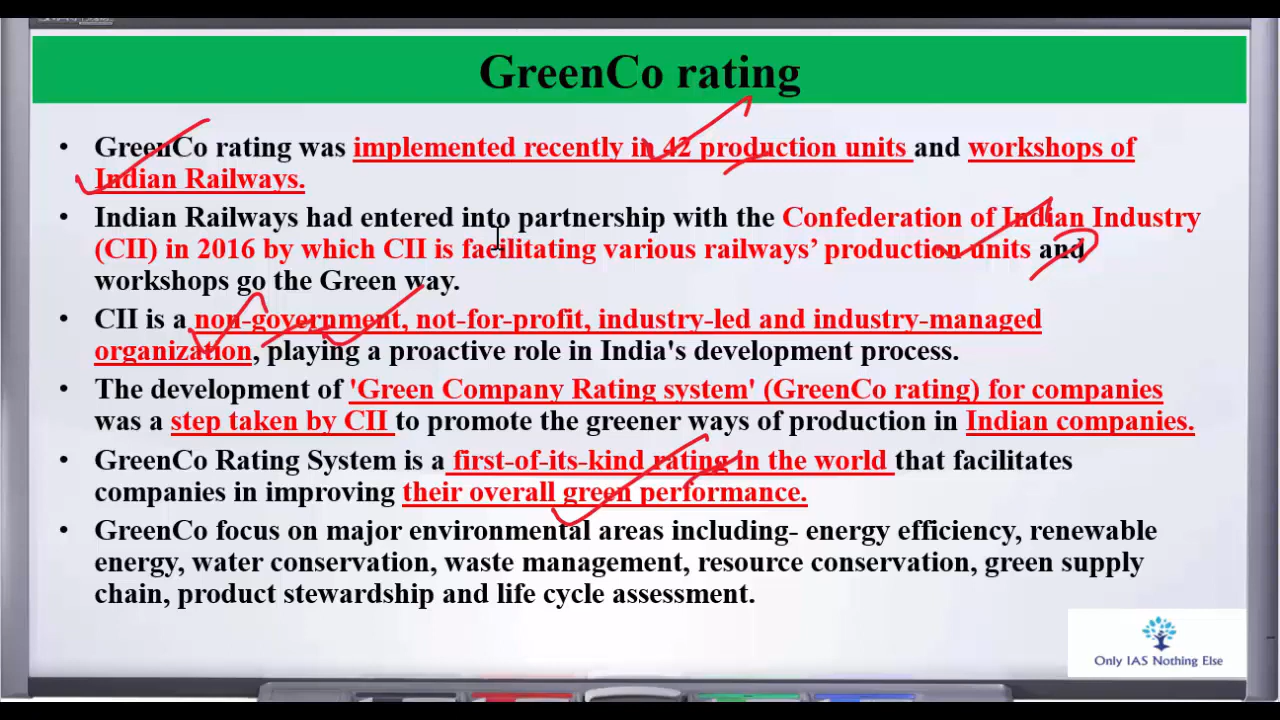 GreenCo rating
• GreenCo rating was implemented recently in 42 production units and workshops of
Indian Railways.
• Indian Railways had entered into partnership with the Confederation of Indian Industry
(CII) in 2016 by which CII is facilitating various railways’ production units and
workshops go the Green way.
• CII is a non-government, not-for-profit, industry-led and industry-managed
organization, playing a proactive role in India's development process.
• The development of 'Green Company Rating system' (GreenCo rating) for companies
was a step taken by CII to promote the greener ways of production in Indian companies.
• GreenCo Rating System is a first-of-its-kind rating in the world that facilitates
companies in improving their overall green performance.
• GreenCo focus on major environmental areas including- energy efficiency, renewable
energy, water conservation, waste management, resource conservation, green supply
chain, product stewardship and life cycle assessment.
Only IAS Nothing Else